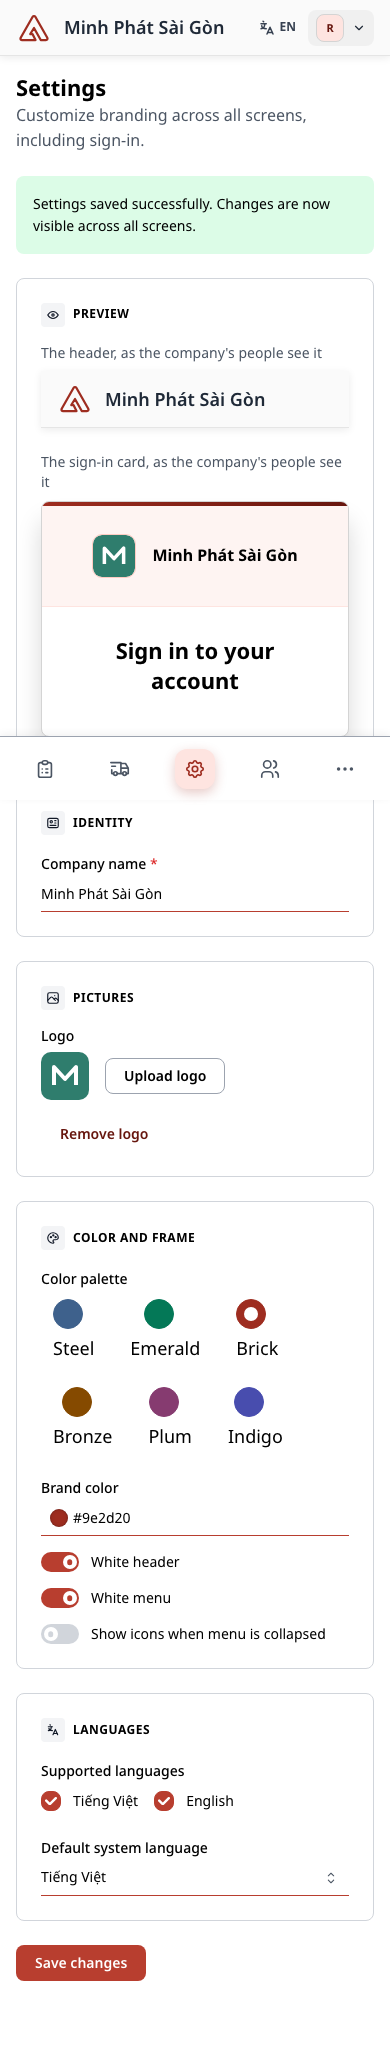 Minh Phát Sài Gòn
EN
R
Settings
Customize branding across all screens,
including sign-in.
Settings saved successfully. Changes are now
visible across all screens.
PREVIEW
The header, as the company's people see it
Minh Phát Sài Gòn
The sign-in card, as the company's people see
it
M
Minh Phát Sài Gòn
Sign in to your
account
IDENTITY
Company name *
Minh Phát Sài Gòn
PICTURES
Logo
M
Upload logo
Remove logo
COLOR AND FRAME
Color palette
Steel Emerald Brick
Bronze Plum Indigo
Brand color
#9e2d20
White header
White menu
Show icons when menu is collapsed
LANGUAGES
Supported languages
Tiếng Việt English
Default system language
Tiếng Việt
Save changes